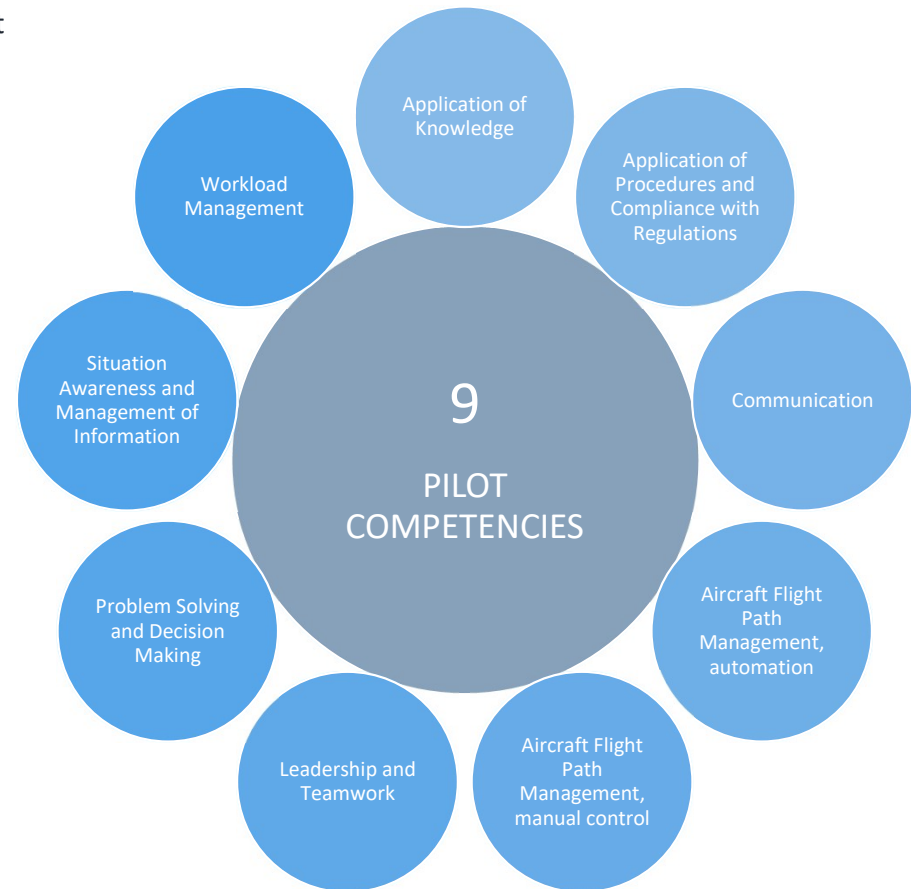 t
Application of
Knowledge
Application of
Procedures and
Compliance with
Regulations
Communication
Aircraft Flight
Path
Management,
automation
Aircraft Flight
Path
Management,
manual control
Leadership and
Teamwork
Problem Solving
and Decision
Making
Situation
Awareness and
Management of
Information
Workload
Management
9
PILOT
COMPETENCIES